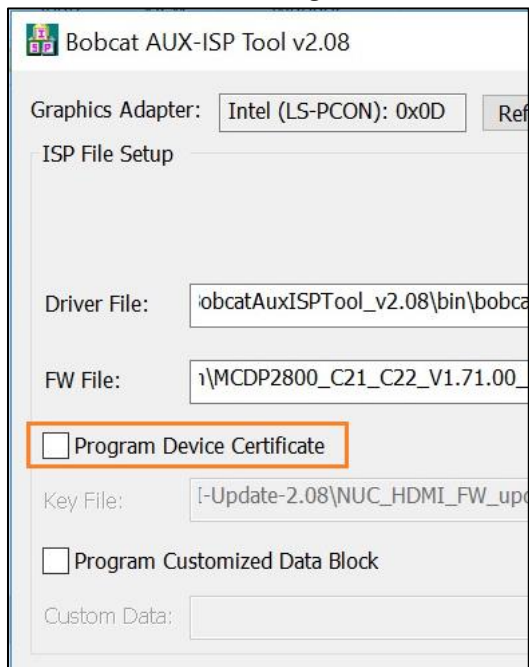 Bobcat AUX-ISP Tool v2.08
Graphics Adapter: Intel (LS-PCON): 0x0D Ref
ISP File Setup
Driver File: obcatAuxISPTool_v2.08\bin\bobca
FW File: \MCDP2800_C21_C22_V1.71.00_
Program Device Certificate
Key File: -Update-2.08\NUC_HDMI_FW_upd
Program Customized Data Block
Custom Data: